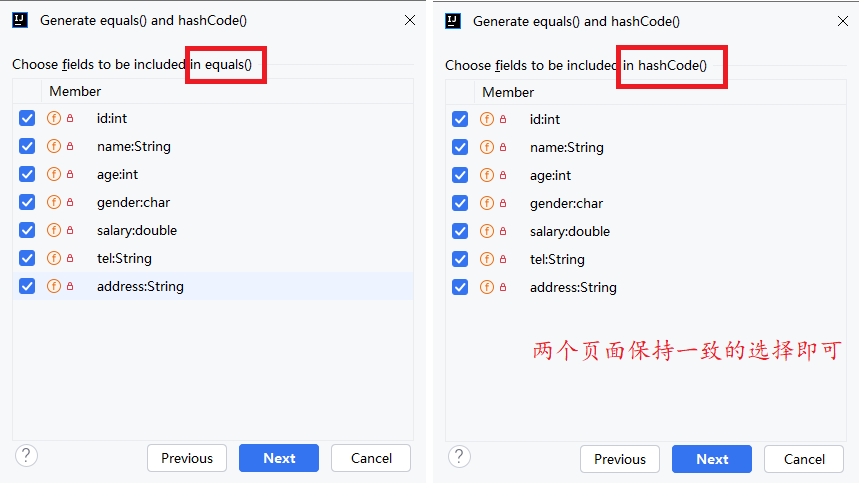 Generate equals() and hashCode()
Choose fields to be included in equals()
Member
id:int
name:String
age:int
gender:char
salary:double
tel:String
address:String
? Previous Next Cancel
Generate equals() and hashCode()
Choose fields to be included in hashCode()
Member
id:int
name:String
age:int
gender:char
salary:double
tel:String
address:String
两个页面保持一致的选择即可
? Previous Next Cancel